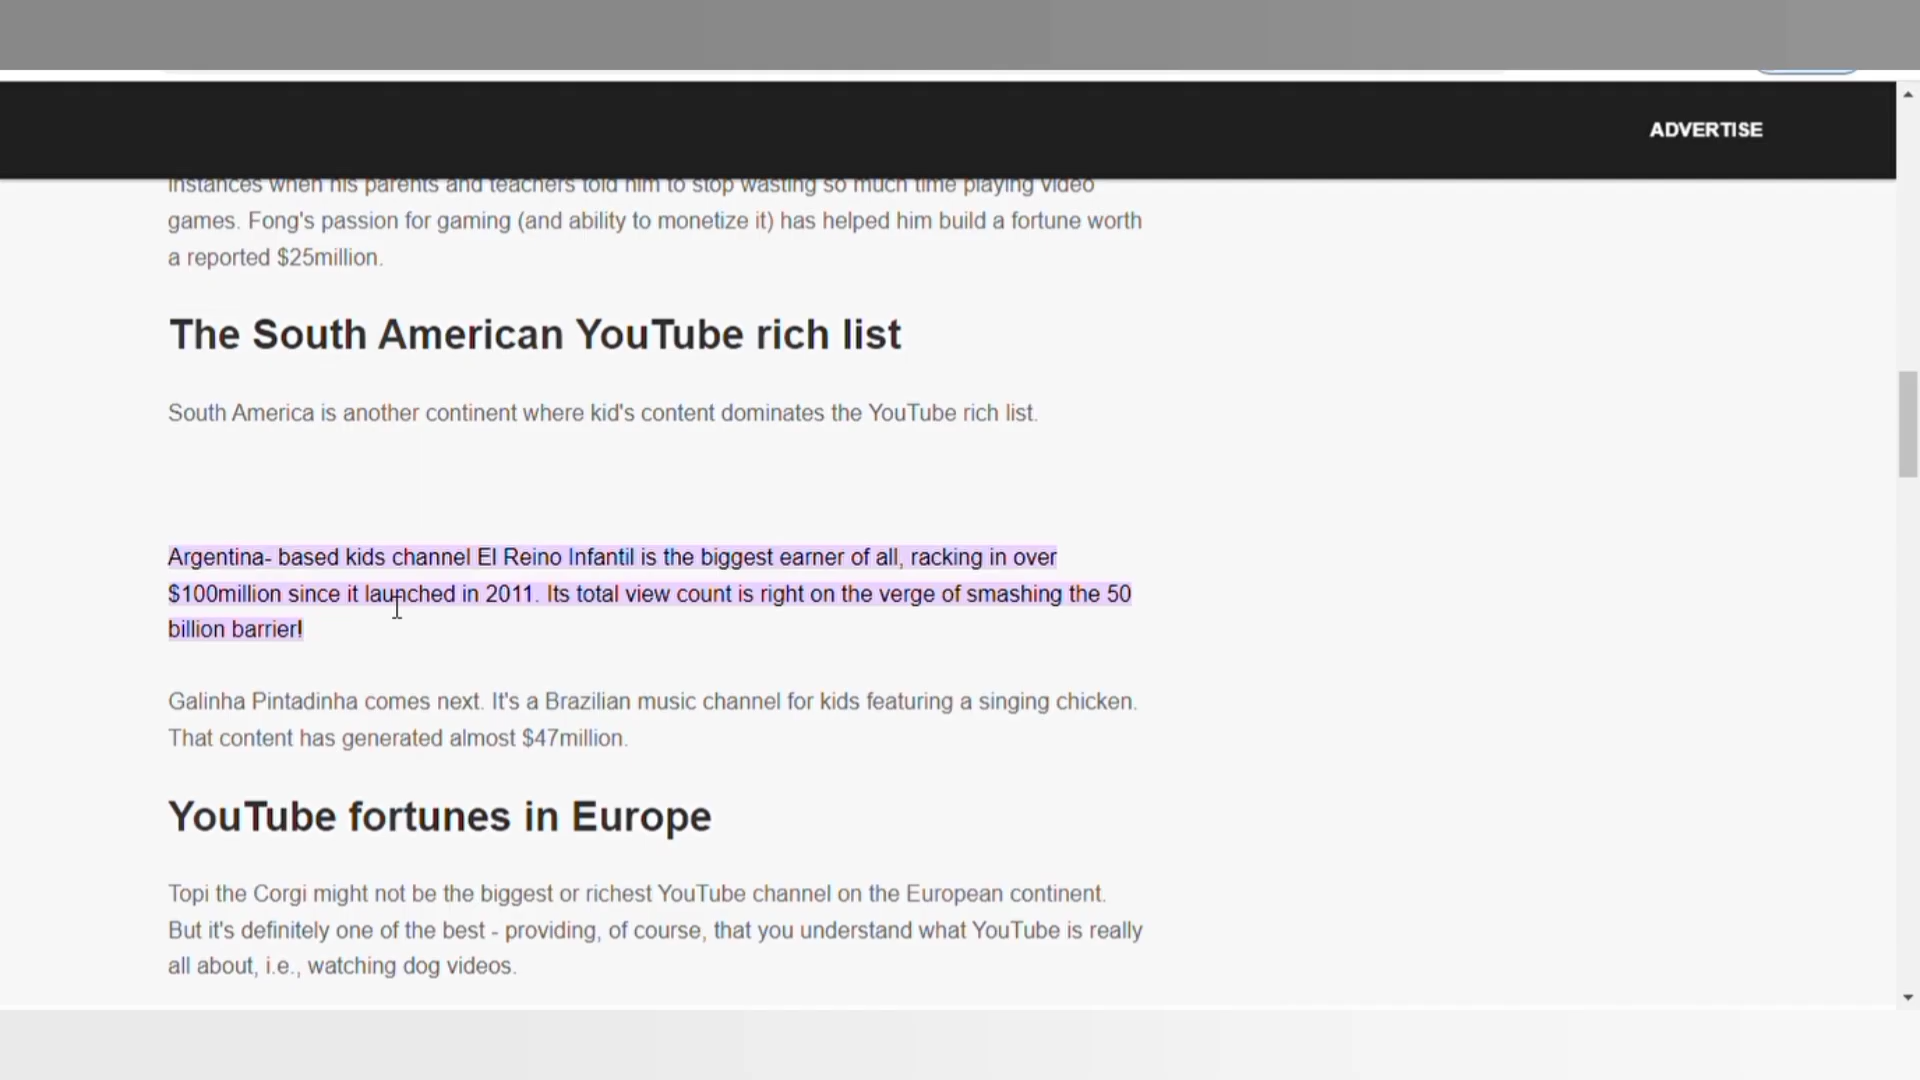 ADVERTISE
instances when his parents and teachers told him to stop wasting so much time playing video
games. Fong's passion for gaming (and ability to monetize it) has helped him build a fortune worth
a reported $25million.
The South American YouTube rich list
South America is another continent where kid's content dominates the YouTube rich list.
Argentina- based kids channel El Reino Infantil is the biggest earner of all, racking in over
$100million since it launched in 2011. Its total view count is right on the verge of smashing the 50
billion barrier!
Galinha Pintadinha comes next. It's a Brazilian music channel for kids featuring a singing chicken.
That content has generated almost $47million.
YouTube fortunes in Europe
Topi the Corgi might not be the biggest or richest YouTube channel on the European continent.
But it's definitely one of the best - providing, of course, that you understand what YouTube is really
all about, i.e., watching dog videos.